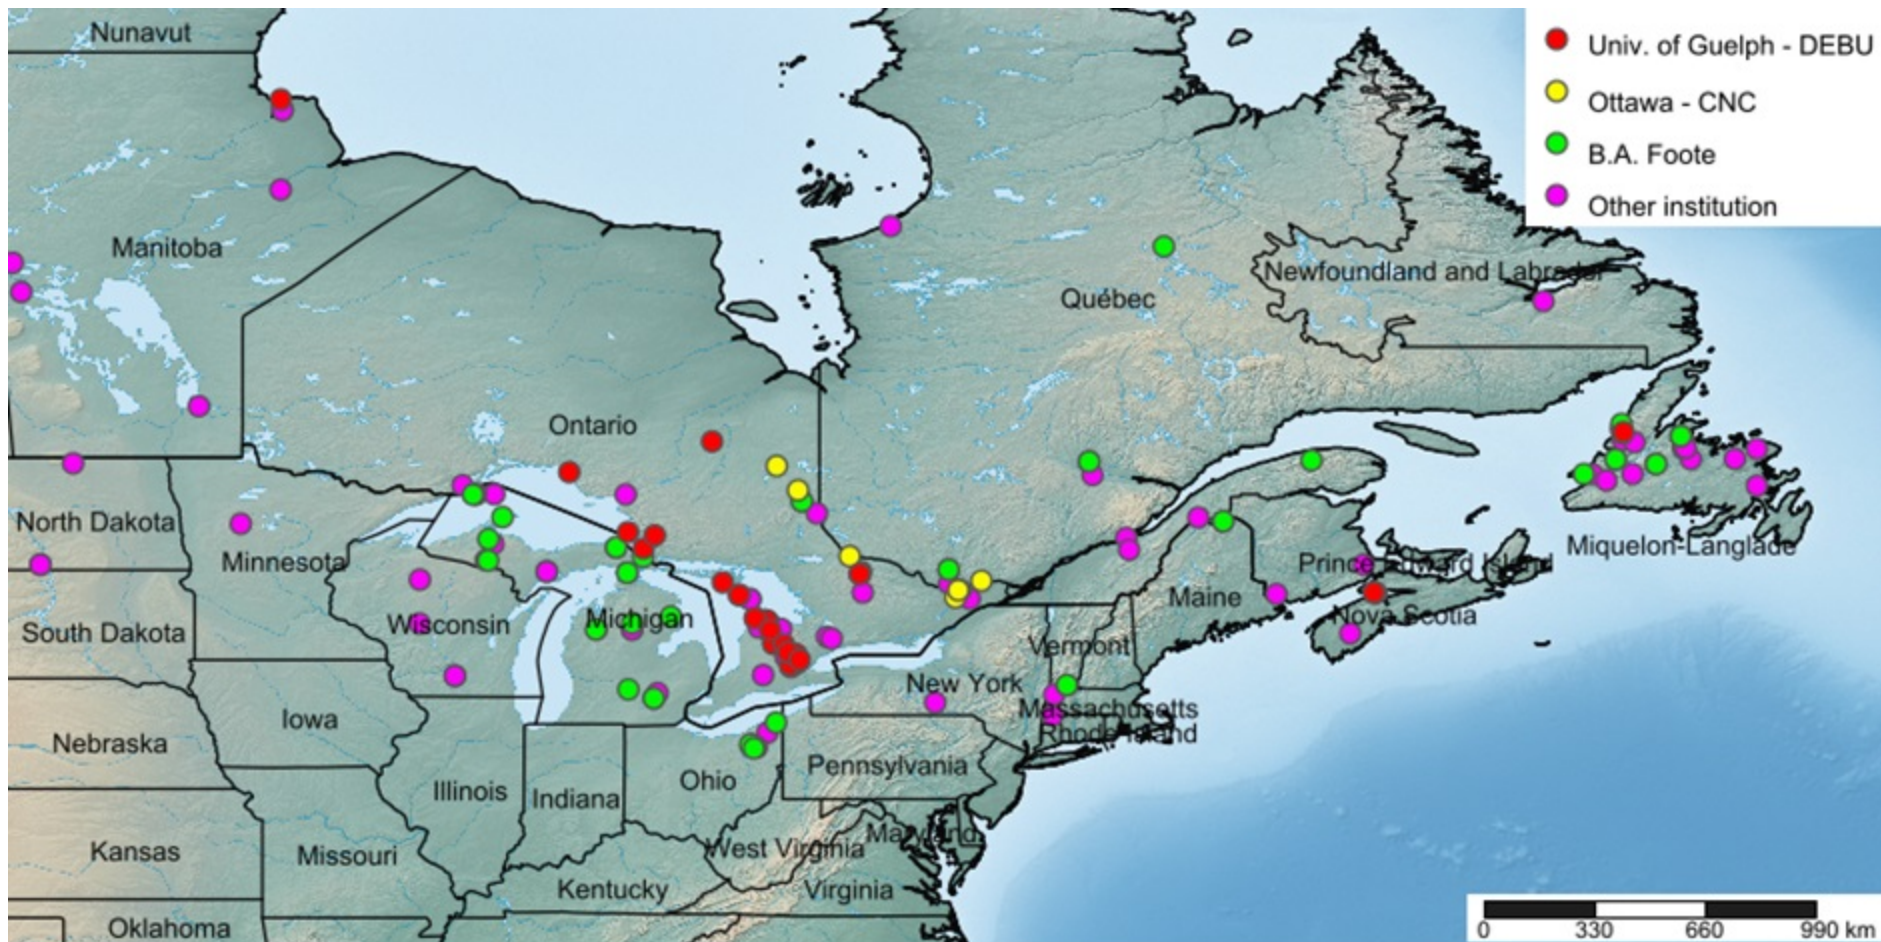 Nunavut
Univ. of Guelph - DEBU
Ottawa - CNC
B.A. Foote
Other institution
Manitoba
Newfoundland and Labrador
Québec
Ontario
North Dakota
Minnesota
Miquelon-Langlade
Prince Edward Island
Maine
Nova Scotia
South Dakota
Wisconsin
Michigan
Vermont
New York
Massachusetts
Rhode Island
Iowa
Nebraska
Pennsylvania
Ohio
Illinois
Indiana
Maryland
West Virginia
Kansas
Missouri
Kentucky
Virginia
Oklahoma
0 330 660 990 km